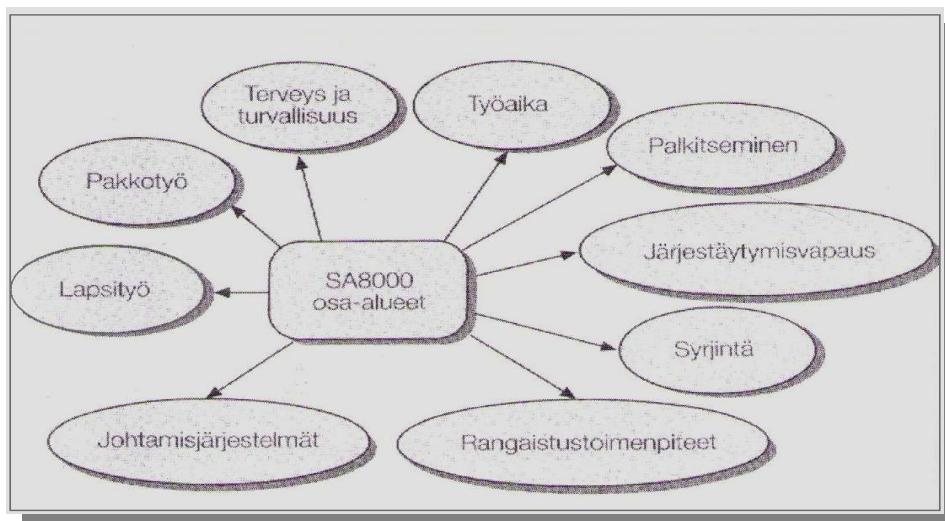 Terveys ja
turvallisuus
Työaika
Palkitseminen
Pakkotyö
Järjestäytymisvapaus
Lapsityö
SA8000
osa-alueet
Syrjintä
Johtamisjärjestelmät
Rangaistustoimenpiteet